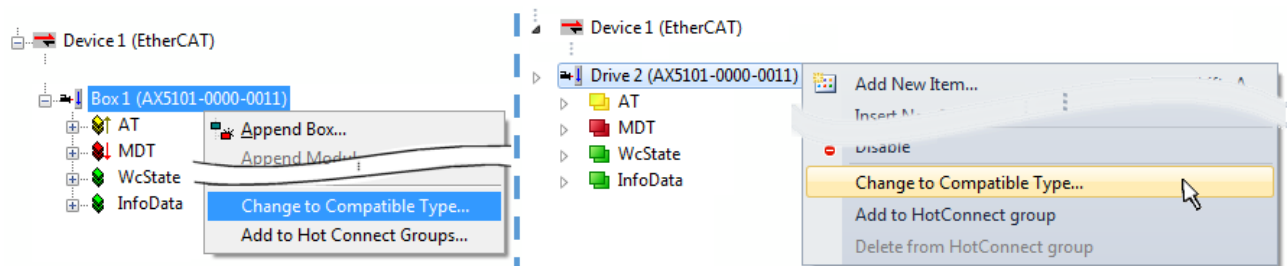 Device 1 (EtherCAT)
Box 1 (AX5101-0000-0011)
AT
MDT
WcState
InfoData
Append Box...
Append Modul
Change to Compatible Type...
Add to Hot Connect Groups...
Device 1 (EtherCAT)
Drive 2 (AX5101-0000-0011)
AT
MDT
WcState
InfoData
Add New Item...
Insert
Disable
Change to Compatible Type...
Add to HotConnect group
Delete from HotConnect group